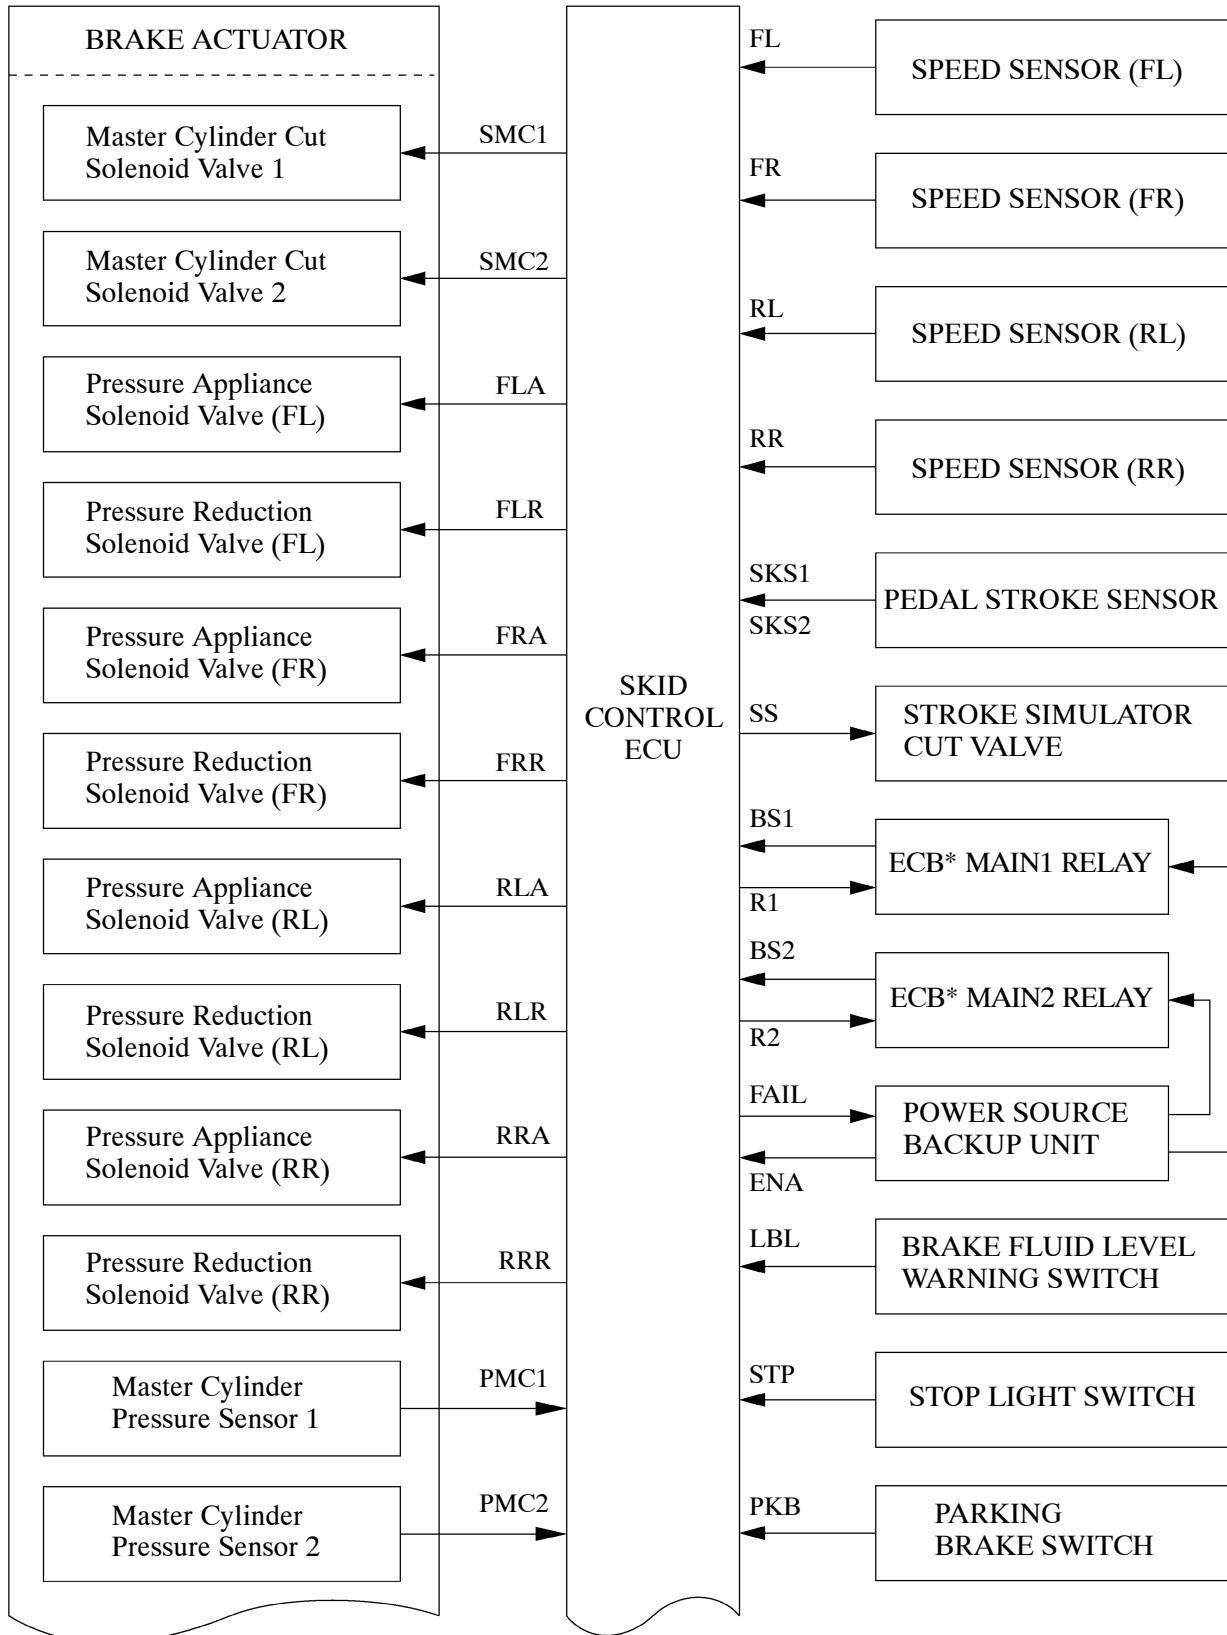 BRAKE ACTUATOR
Master Cylinder Cut
Solenoid Valve 1
SMC1
Master Cylinder Cut
Solenoid Valve 2
SMC2
Pressure Appliance
Solenoid Valve (FL)
FLA
Pressure Reduction
Solenoid Valve (FL)
FLR
Pressure Appliance
Solenoid Valve (FR)
FRA
Pressure Reduction
Solenoid Valve (FR)
FRR
Pressure Appliance
Solenoid Valve (RL)
RLA
Pressure Reduction
Solenoid Valve (RL)
RLR
Pressure Appliance
Solenoid Valve (RR)
RRA
Pressure Reduction
Solenoid Valve (RR)
RRR
Master Cylinder
Pressure Sensor 1
PMC1
Master Cylinder
Pressure Sensor 2
PMC2
SKID
CONTROL
ECU
FL
SPEED SENSOR (FL)
FR
SPEED SENSOR (FR)
RL
SPEED SENSOR (RL)
RR
SPEED SENSOR (RR)
SKS1
SKS2
PEDAL STROKE SENSOR
SS
STROKE SIMULATOR
CUT VALVE
BS1
R1
ECB* MAIN1 RELAY
BS2
R2
ECB* MAIN2 RELAY
FAIL
ENA
POWER SOURCE
BACKUP UNIT
LBL
BRAKE FLUID LEVEL
WARNING SWITCH
STP
STOP LIGHT SWITCH
PKB
PARKING
BRAKE SWITCH